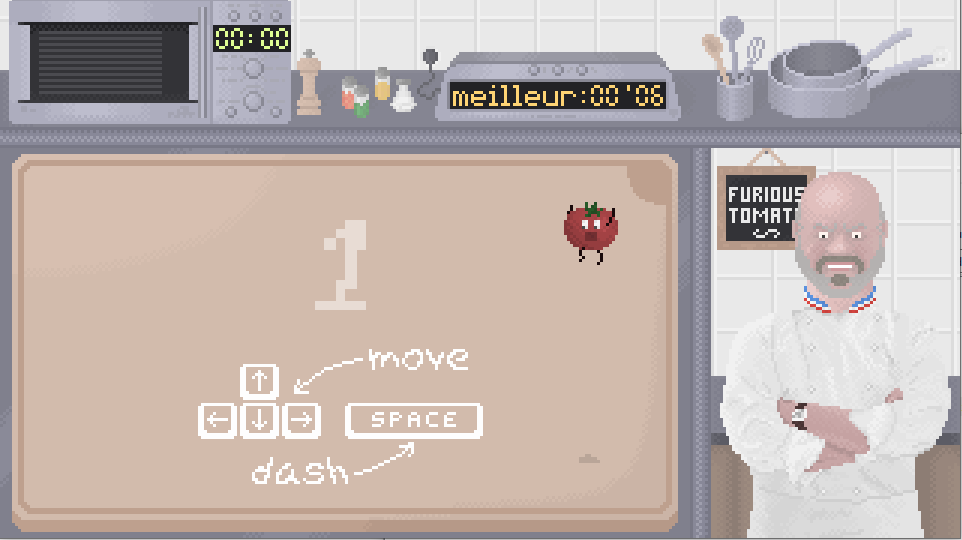 00:00
meilleur:00'06
FURIOUS
TOMAT
1
move
↑
← ↓ → SPACE
dash